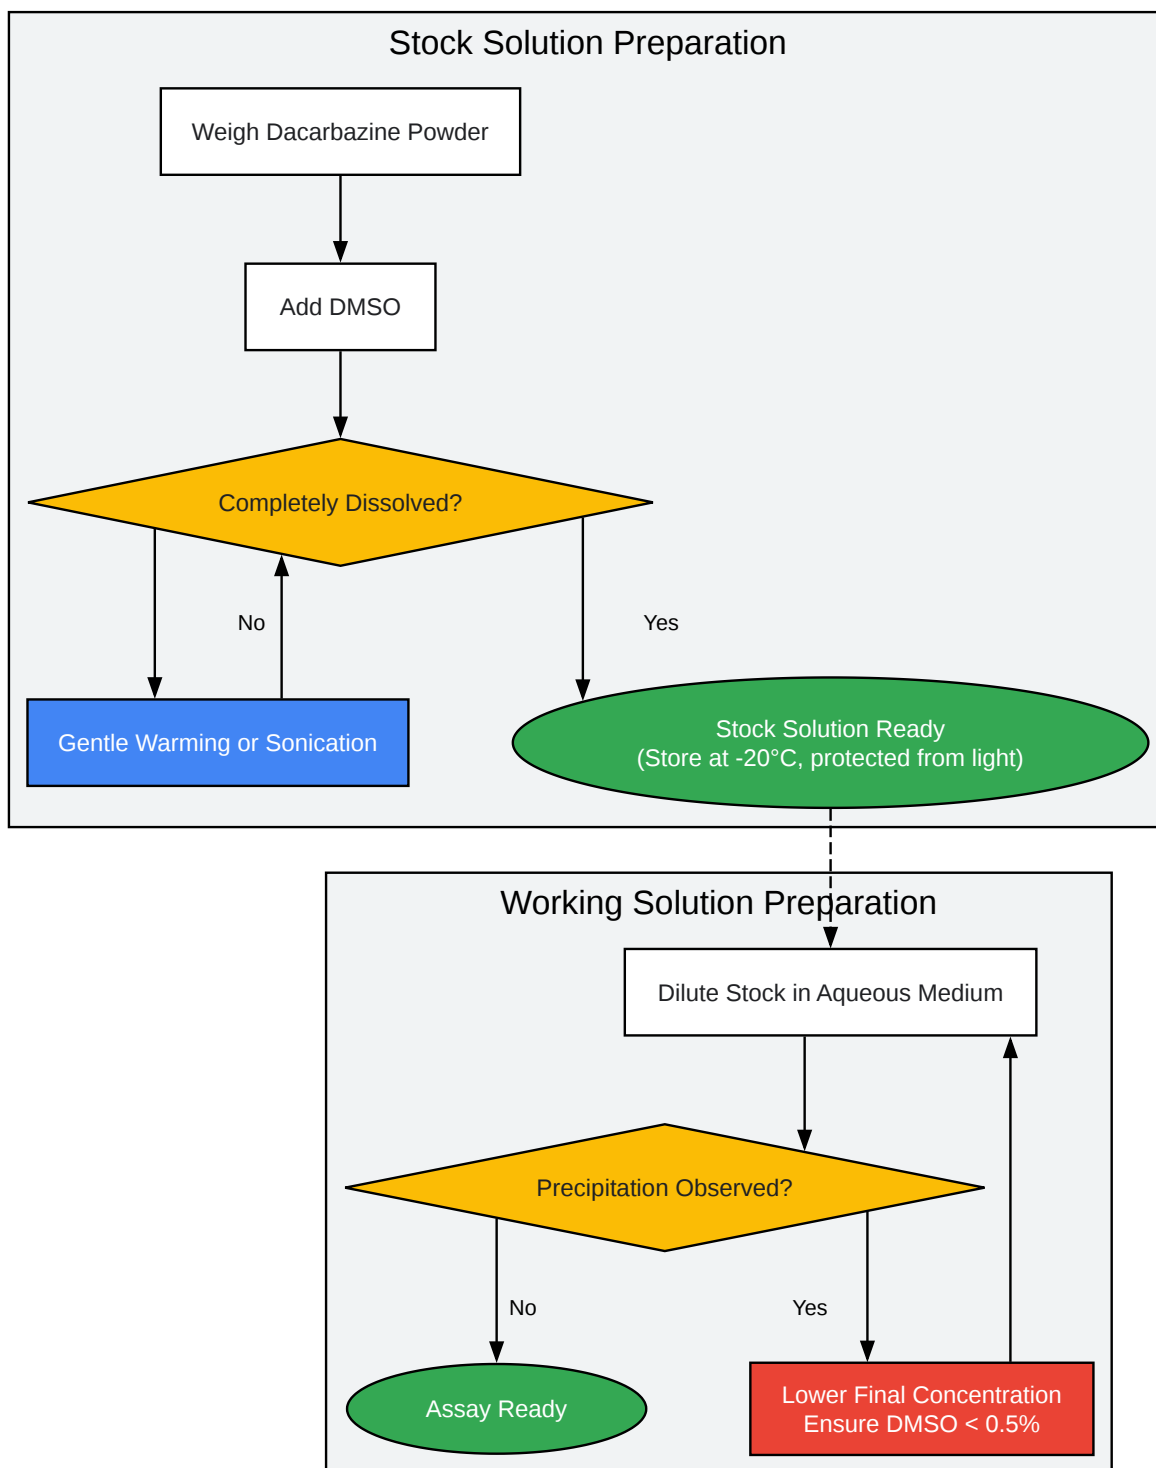 Stock Solution Preparation
Weigh Dacarbazine Powder
Add DMSO
Completely Dissolved?
No
Yes
Gentle Warming or Sonication
Stock Solution Ready
(Store at -20°C, protected from light)
Working Solution Preparation
Dilute Stock in Aqueous Medium
Precipitation Observed?
No
Yes
Assay Ready
Lower Final Concentration
Ensure DMSO < 0.5%